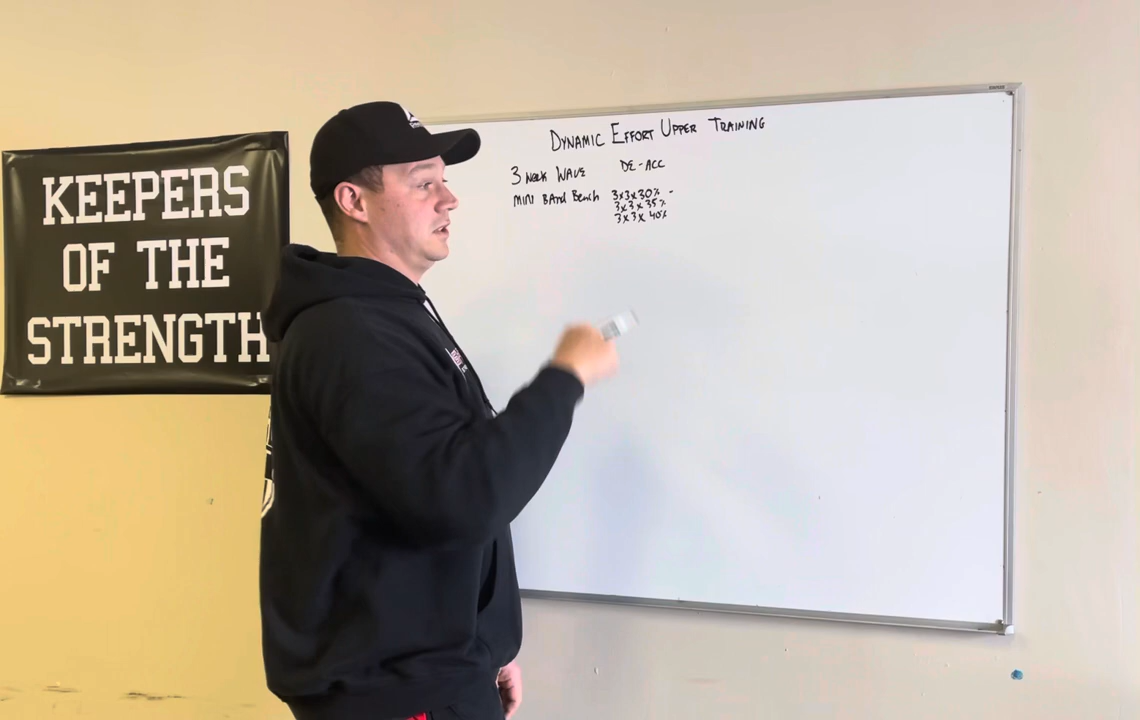 KEEPERS
OF THE
STRENGTH
DYNAMIC EFFORT UPPER TRAINING
3 WEEK WAVE DE-ACC
MINI BAND BENCH 3x3x30% -
3x3x35%
3x3x40%